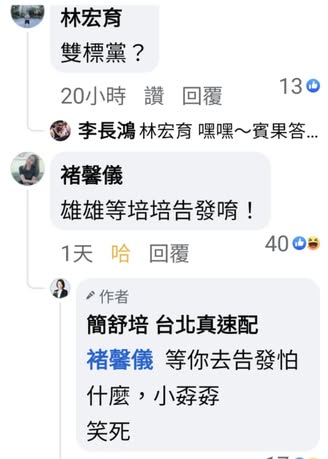 林宏育
雙標黨？
20小時 讚 回覆 13
李長鴻 林宏育 嘿嘿～賓果答...
褚馨儀
雄雄等培培告發唷！
1天 哈 回覆 40
作者
簡舒培 台北真速配
褚馨儀 等你去告發怕
什麼，小孬孬
笑死